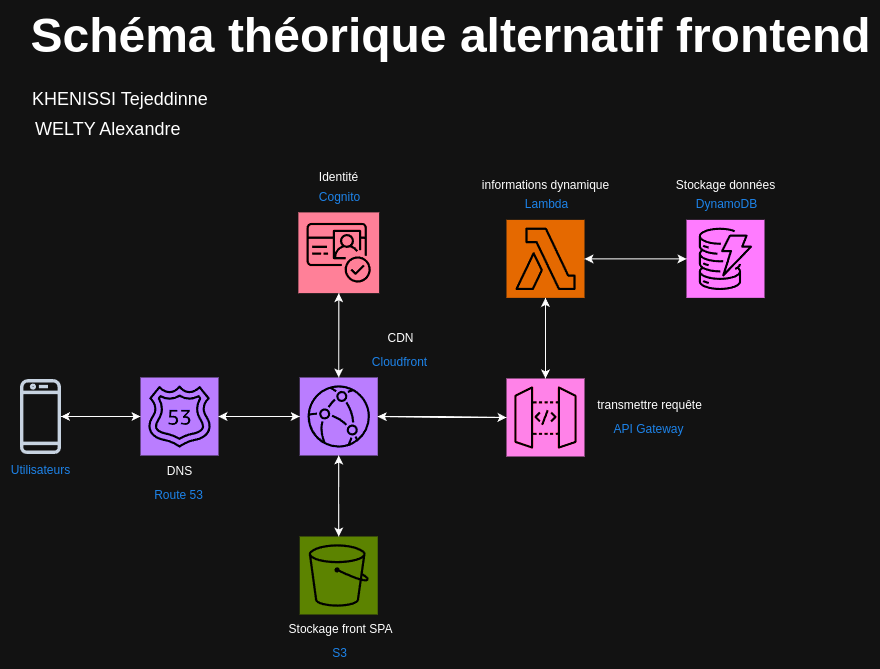 Schéma théorique alternatif frontend
KHENISSI Tejeddinne
WELTY Alexandre
Identité
Cognito
informations dynamique
Lambda
Stockage données
DynamoDB
CDN
Cloudfront
Utilisateurs
53
DNS
Route 53
transmettre requête
API Gateway
Stockage front SPA
S3